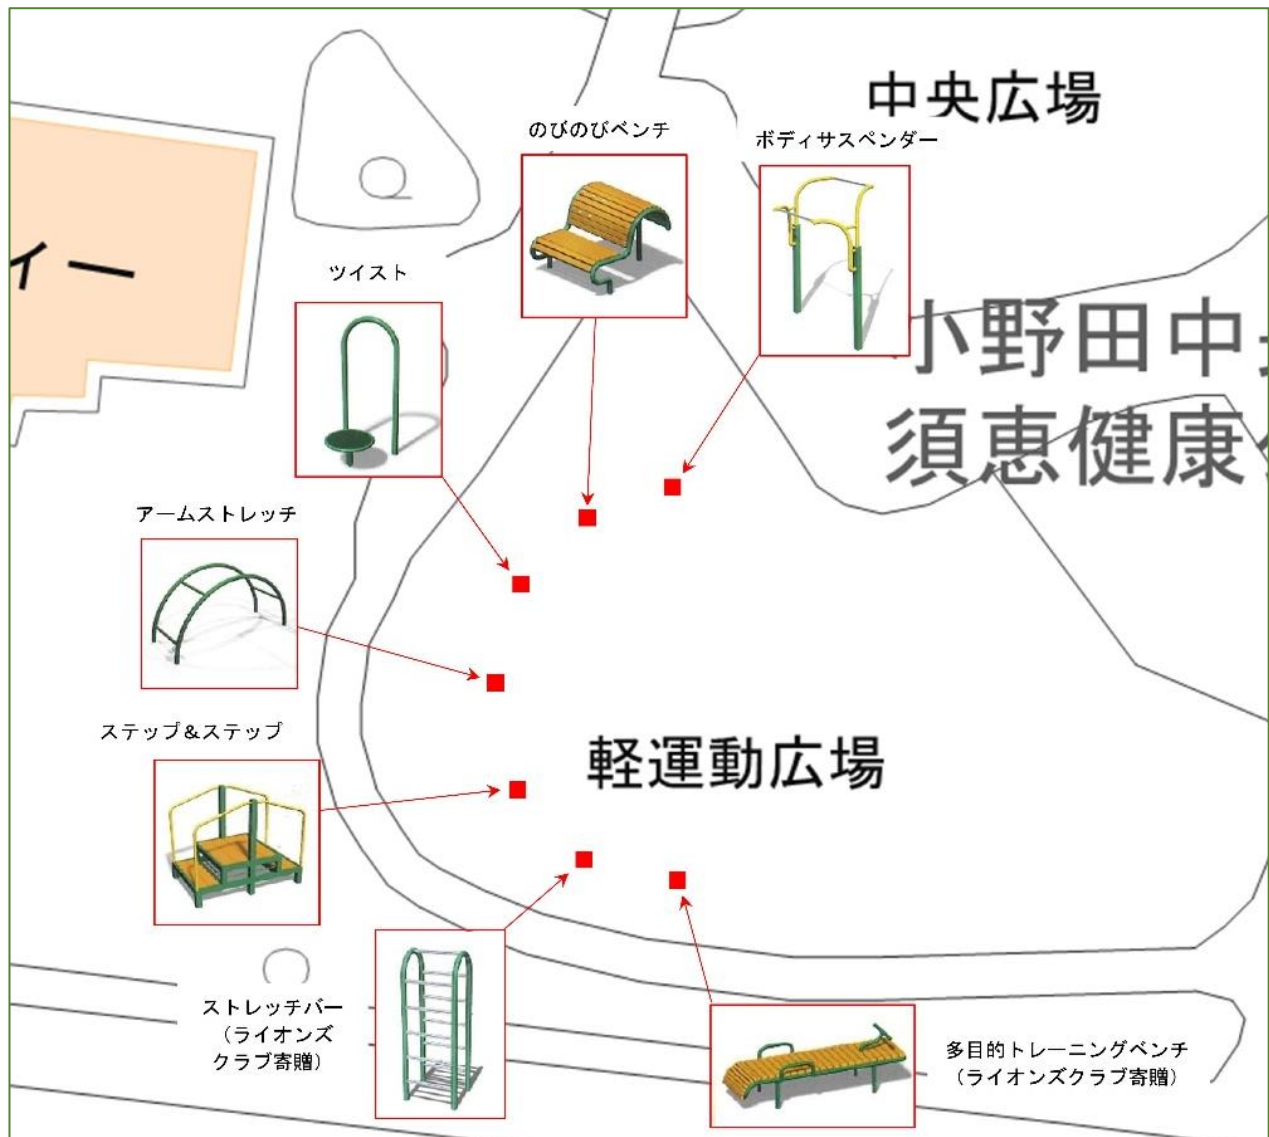 中央広場
のびのびベンチ
ボディサスペンダー
ィー
ツイスト
小野田中央
須恵健康
アームストレッチ
ステップ&ステップ
軽運動広場
ストレッチバー
(ライオンズ
クラブ寄贈)
多目的トレーニングベンチ
(ライオンズクラブ寄贈)